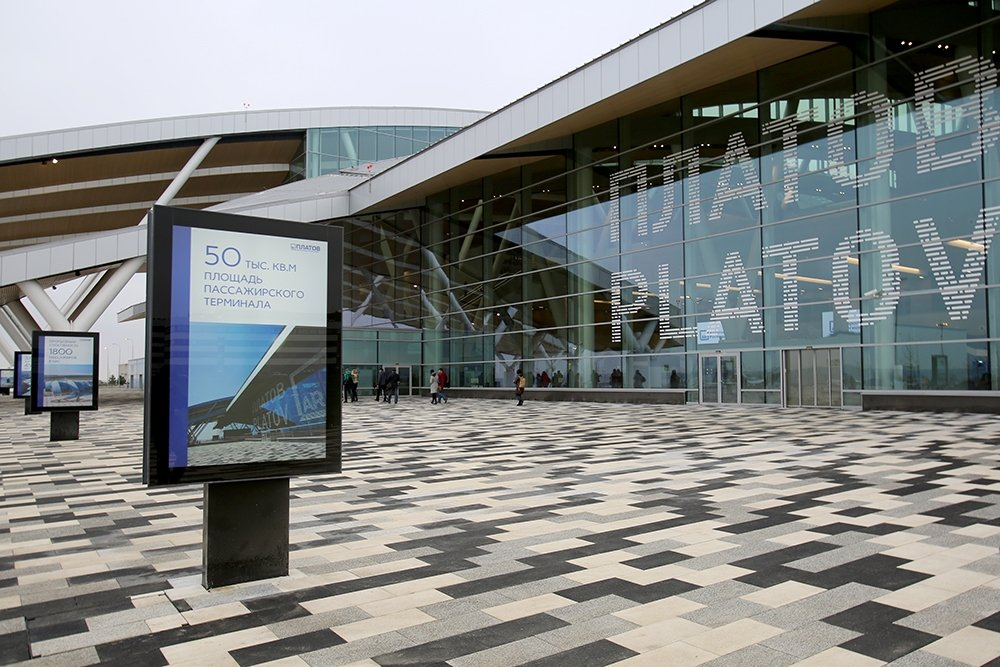 ПЛАТОВ
50 ТЫС. КВ.М
ПЛОЩАДЬ
ПАССАЖИРСКОГО
ТЕРМИНАЛА
1800
ПЛАТОВ
PLATOV